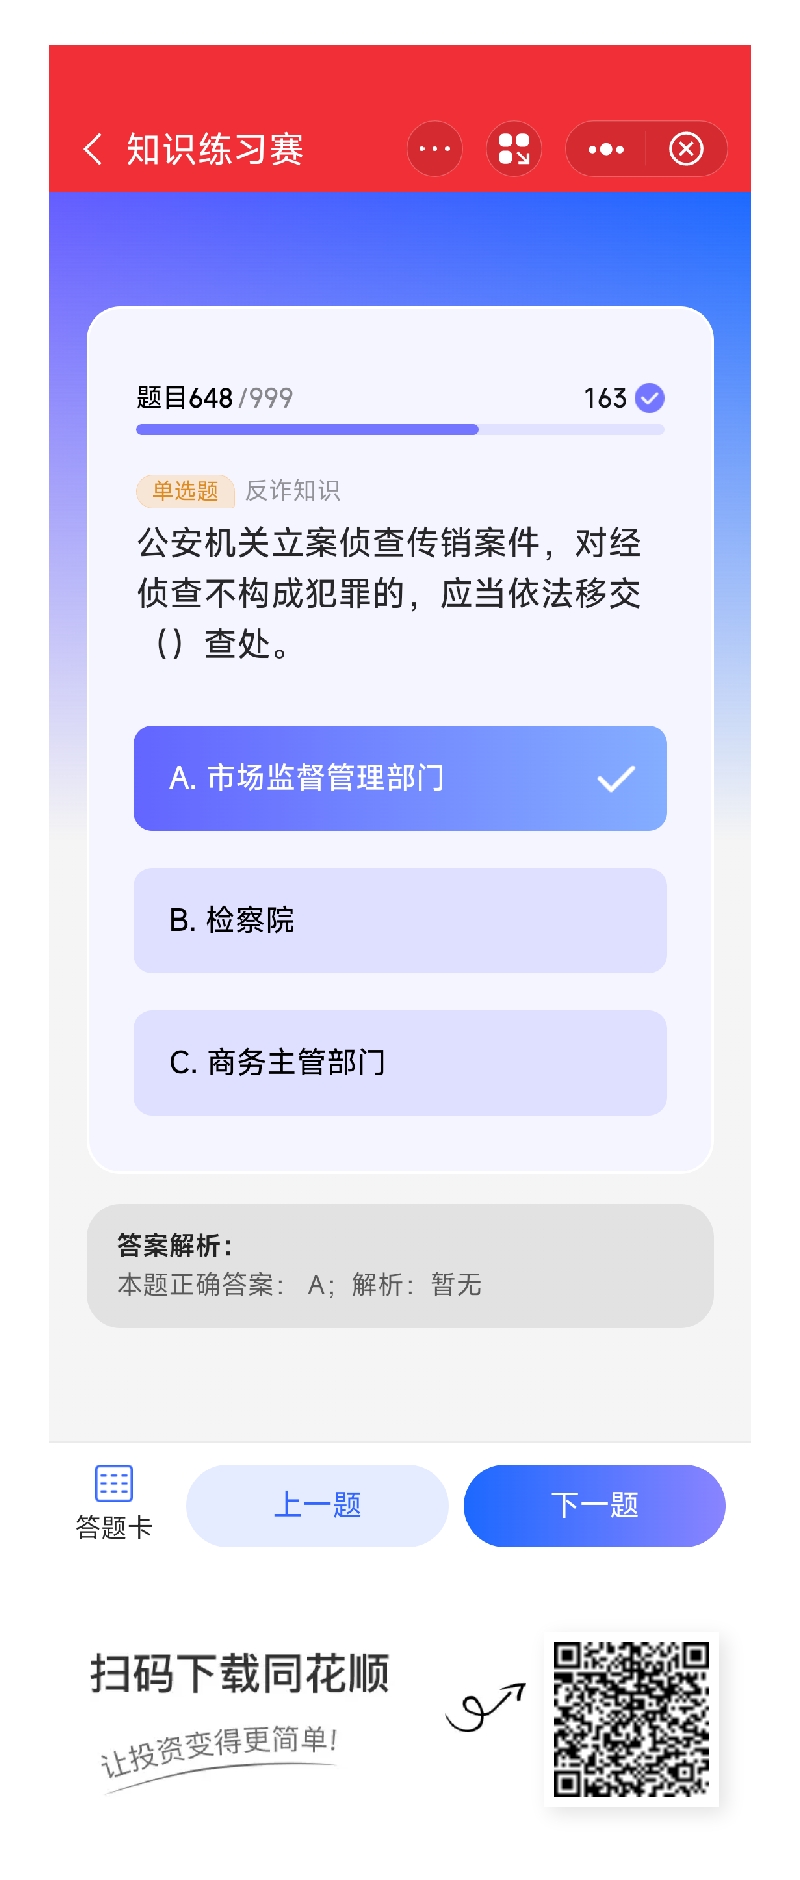 知识练习赛
题目648/999
163
单选题 反诈知识
公安机关立案侦查传销案件，对经
侦查不构成犯罪的，应当依法移交
（）查处。
A. 市场监督管理部门
B. 检察院
C. 商务主管部门
答案解析：
本题正确答案： A；解析：暂无
答题卡
上一题
下一题
扫码下载同花顺
让投资变得更简单!